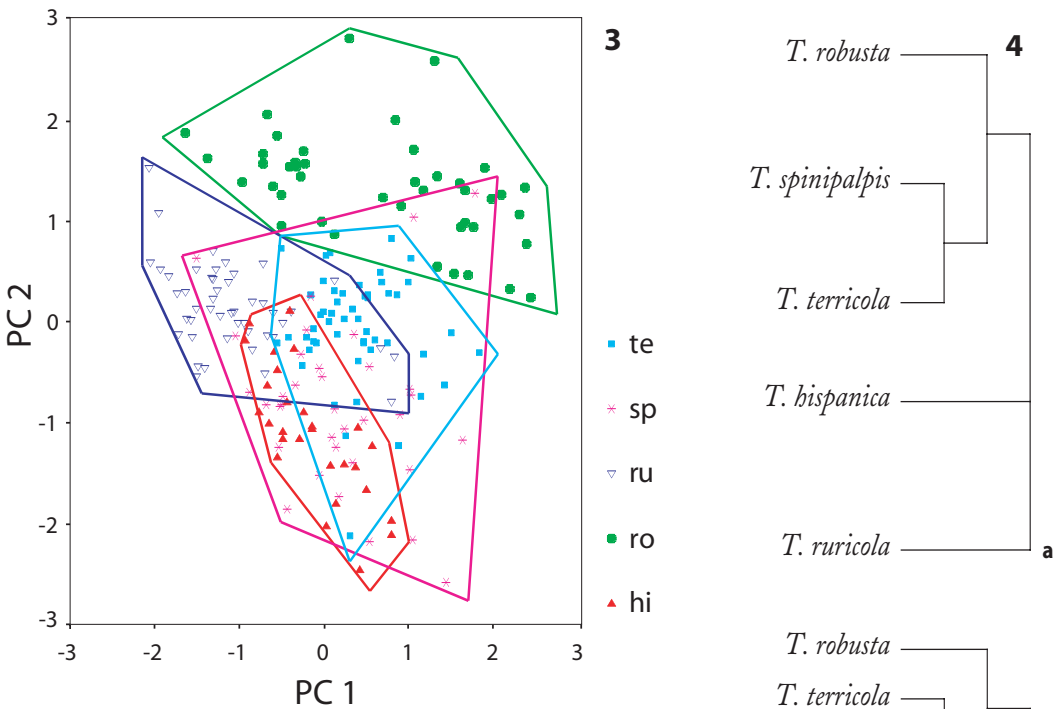 3
2
1
0
-1
-2
-3
PC 2
-3
-2
-1
0
1
2
3
PC 1
3
te
sp
ru
ro
hi
4
T. robusta
T. spinipalpis
T. terricola
T. hispanica
T. ruricola
a
T. robusta
T. terricola